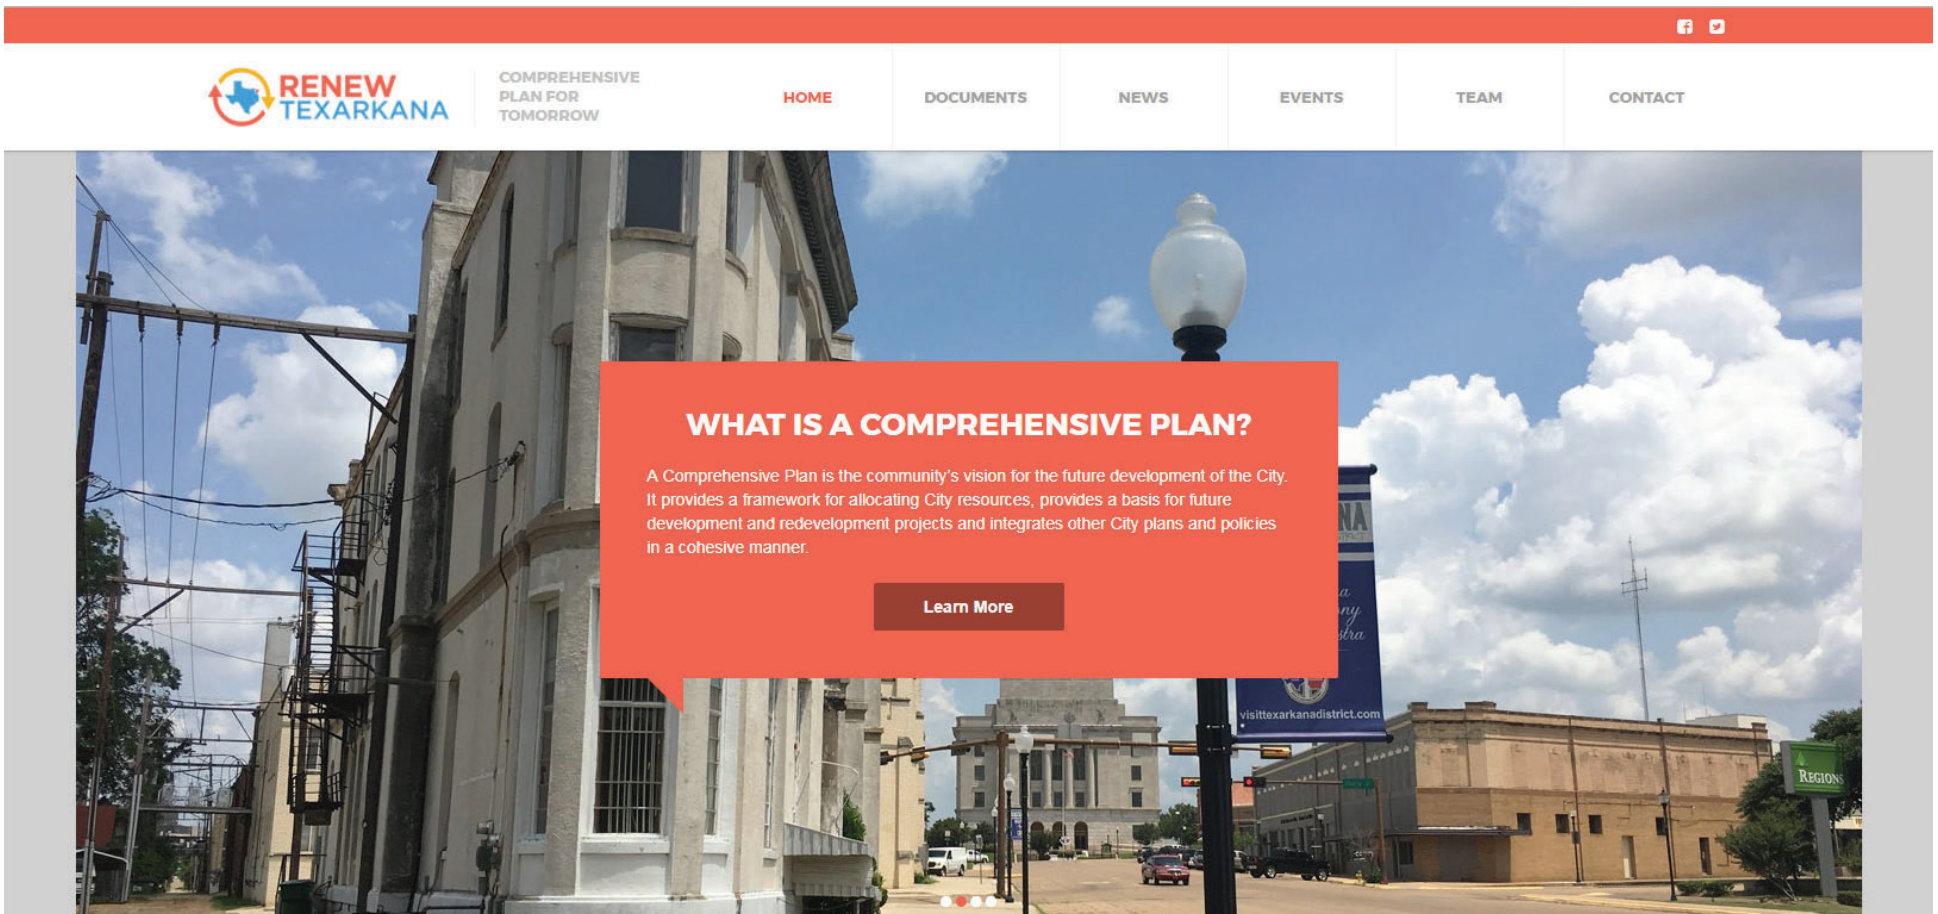 RENEW
TEXARKANA
COMPREHENSIVE
PLAN FOR
TOMORROW
HOME
DOCUMENTS
NEWS
EVENTS
TEAM
CONTACT
WHAT IS A COMPREHENSIVE PLAN?
A Comprehensive Plan is the community's vision for the future development of the City.
It provides a framework for allocating City resources, provides a basis for future
development and redevelopment projects and integrates other City plans and policies
in a cohesive manner.
Learn More
NA
visittexarkanadistrict.com
REGIONS